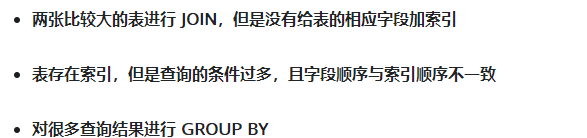 两张比较大的表进行 JOIN，但是没有给表的相应字段加索引
表存在索引，但是查询的条件过多，且字段顺序与索引顺序不一致
对很多查询结果进行 GROUP BY